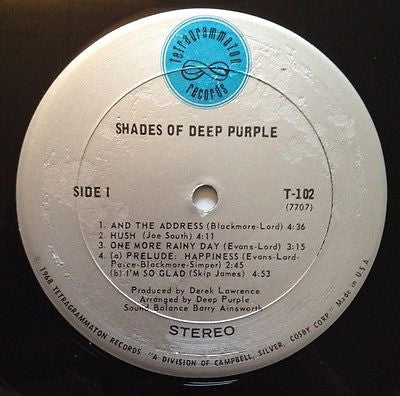 tetragrammaton
records
SHADES OF DEEP PURPLE
SIDE I
T-102
(7707)
1. AND THE ADDRESS (Blackmore-Lord) 4:36
2. HUSH (Joe South) 4:11
3. ONE MORE RAINY DAY (Evans-Lord) 3:15
4. (a) PRELUDE: HAPPINESS (Evans-Lord-
Paice-Blackmore-Simper) 2:45
(b) I'M SO GLAD (Skip James) 4:53
Produced by Derek Lawrence
Arranged by Deep Purple
Sound Balance Barry Ainsworth
STEREO
© 1968 TETRAGRAMMATON RECORDS "A DIVISION OF CAMPBELL, SILVER, COSBY CORP." Made in U.S.A.